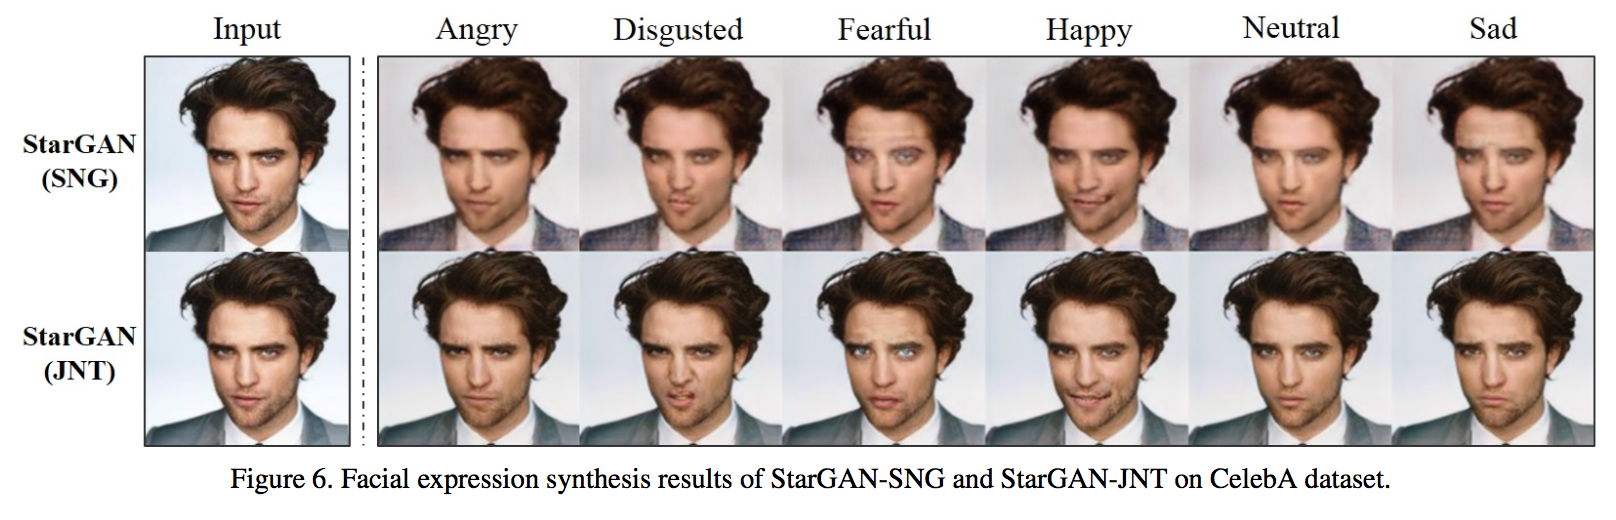 Input Angry Disgusted Fearful Happy Neutral Sad
StarGAN
(SNG)
StarGAN
(JNT)
Figure 6. Facial expression synthesis results of StarGAN-SNG and StarGAN-JNT on CelebA dataset.